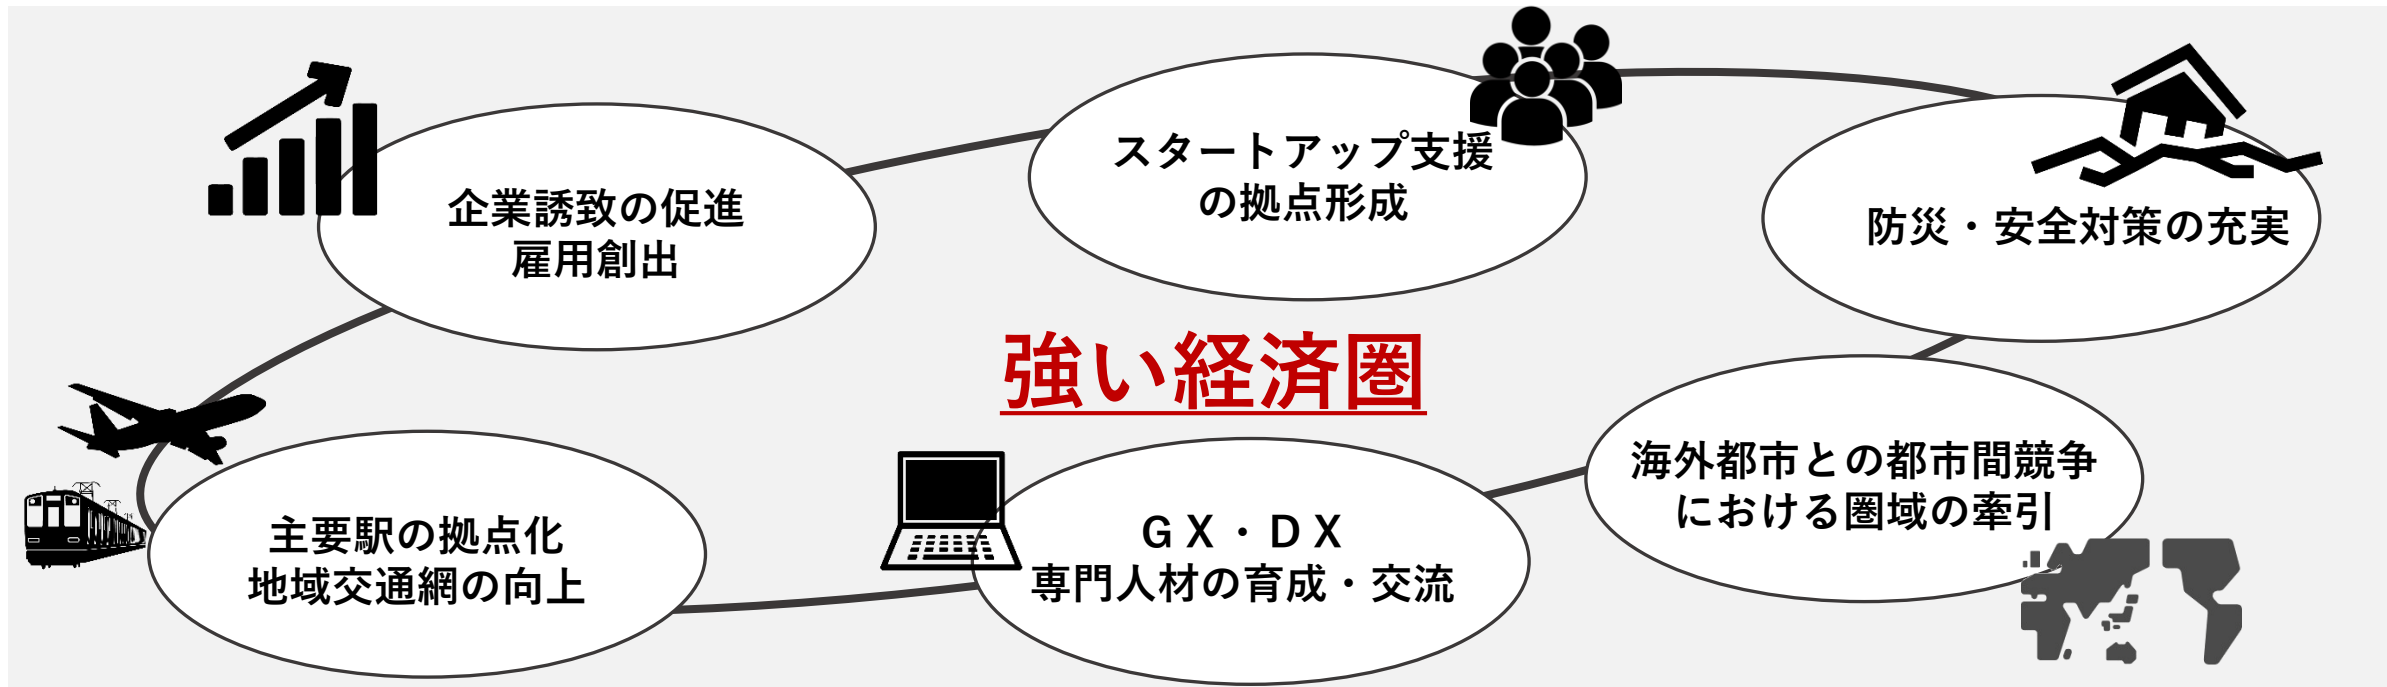 企業誘致の促進
雇用創出
スタートアップ支援
の拠点形成
防災・安全対策の充実
強い経済圏
主要駅の拠点化
地域交通網の向上
ＧＸ・ＤＸ
専門人材の育成・交流
海外都市との都市間競争
における圏域の牽引